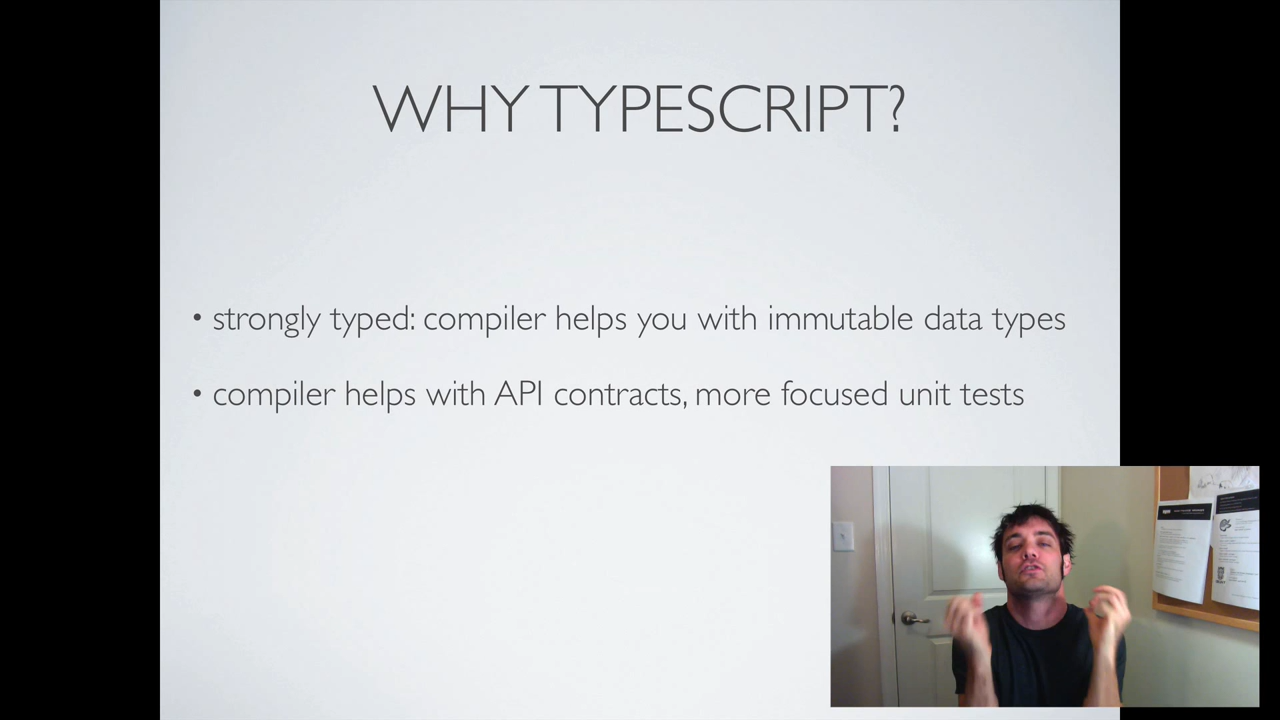 WHY TYPESCRIPT?
• strongly typed: compiler helps you with immutable data types
• compiler helps with API contracts, more focused unit tests